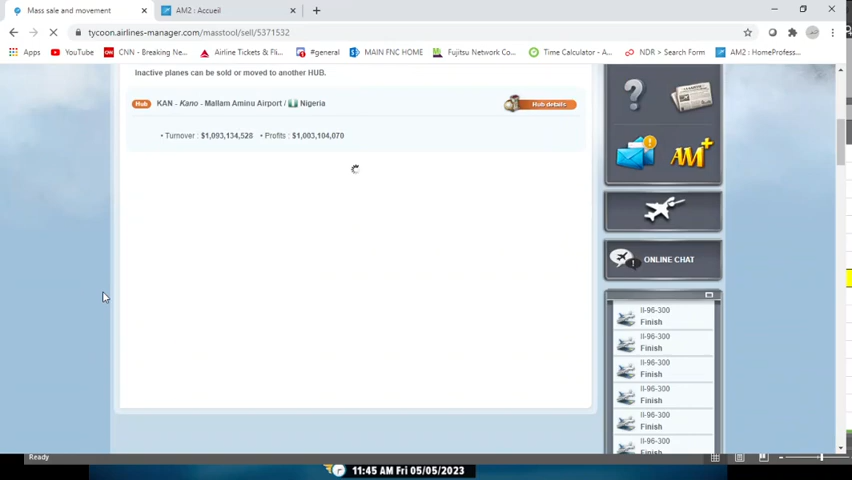 Mass sale and movement
AM2 : Accueil
tycoon.airlines-manager.com/masstool/sell/5371532
Apps
YouTube
CNN - Breaking Ne...
Airline Tickets & Fli...
#general
MAIN FNC HOME
Fujitsu Network Co...
Time Calculator - A...
NDR > Search Form
AM2 : HomeProfess...
Inactive planes can be sold or moved to another HUB.
Hub
KAN - Kano - Mallam Aminu Airport / Nigeria
Hub details
• Turnover : $1,093,134,528 • Profits : $1,003,104,070
AM+
ONLINE CHAT
Il-96-300
Finish
Il-96-300
Finish
Il-96-300
Finish
Il-96-300
Finish
Il-96-300
Finish
Il-96-300
Ready
11:45 AM Fri 05/05/2023